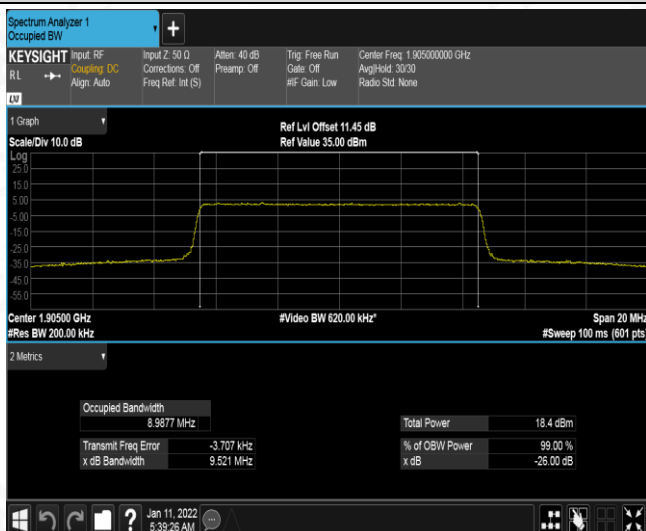 Spectrum Analyzer 1
Occupied BW
+
KEYSIGHT Input: RF Input Z: 50 Ω Atten: 40 dB Trig: Free Run Center Freq: 1.905000000 GHz
RL Coupling: DC Corrections: Off Preamp: Off Gate: Off Avg|Hold: 30/30
Align: Auto Freq Ref: Int (S) #IF Gain: Low Radio Std: None
LXI
1 Graph
Ref Lvl Offset 11.45 dB
Scale/Div 10.0 dB Ref Value 35.00 dBm
Log
25.0
15.0
5.00
-5.00
-15.0
-25.0
-35.0
-45.0
-55.0
Center 1.90500 GHz #Video BW 620.00 kHz* Span 20 MHz
#Res BW 200.00 kHz #Sweep 100 ms (601 pts)
2 Metrics
Occupied Bandwidth
8.9877 MHz Total Power 18.4 dBm
Transmit Freq Error -3.707 kHz % of OBW Power 99.00 %
x dB Bandwidth 9.521 MHz x dB -26.00 dB
? Jan 11, 2022
5:39:26 AM